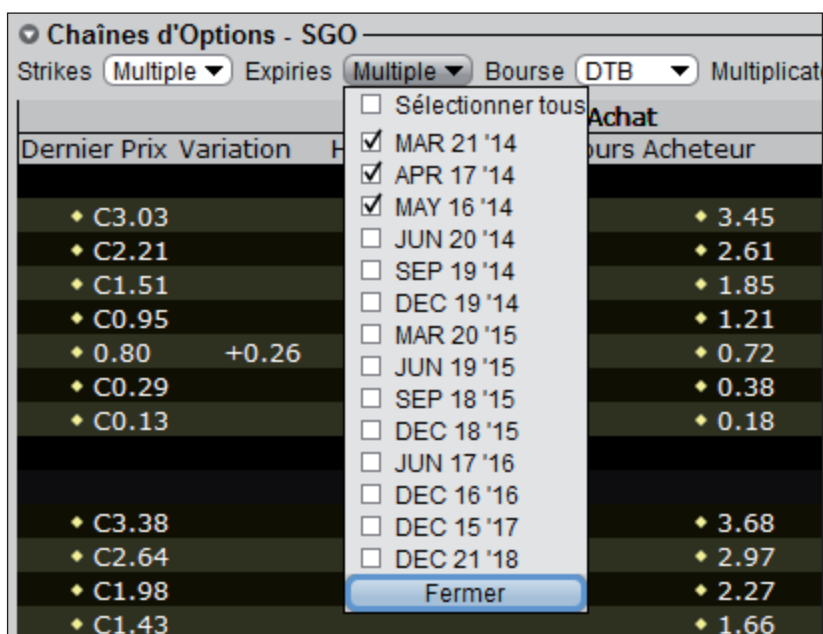 Chaînes d'Options - SGO
Strikes Multiple Expiries Multiple Bourse DTB Multiplicat
Sélectionner tous Achat
Dernier Prix Variation H ours Acheteur
MAR 21 '14
APR 17 '14
C3.03 MAY 16 '14 3.45
C2.21 JUN 20 '14 2.61
C1.51 SEP 19 '14 1.85
C0.95 DEC 19 '14 1.21
0.80 +0.26 MAR 20 '15 0.72
C0.29 JUN 19 '15 0.38
C0.13 SEP 18 '15 0.18
DEC 18 '15
JUN 17 '16
DEC 16 '16
C3.38 DEC 15 '17 3.68
C2.64 DEC 21 '18 2.97
C1.98 Fermer 2.27
C1.43 1.66